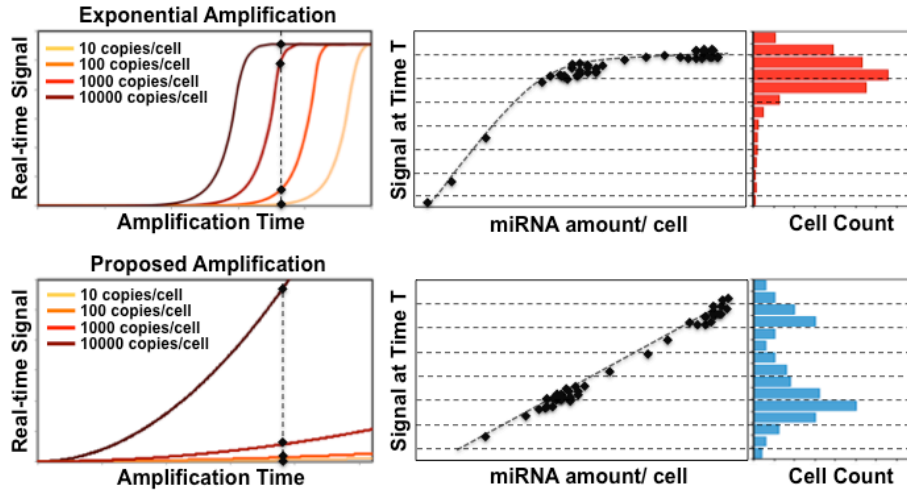 Exponential Amplification
Real-time Signal
10 copies/cell
100 copies/cell
1000 copies/cell
10000 copies/cell
Amplification Time
Signal at Time T
miRNA amount/ cell
Cell Count
Proposed Amplification
Real-time Signal
10 copies/cell
100 copies/cell
1000 copies/cell
10000 copies/cell
Amplification Time
Signal at Time T
miRNA amount/ cell
Cell Count